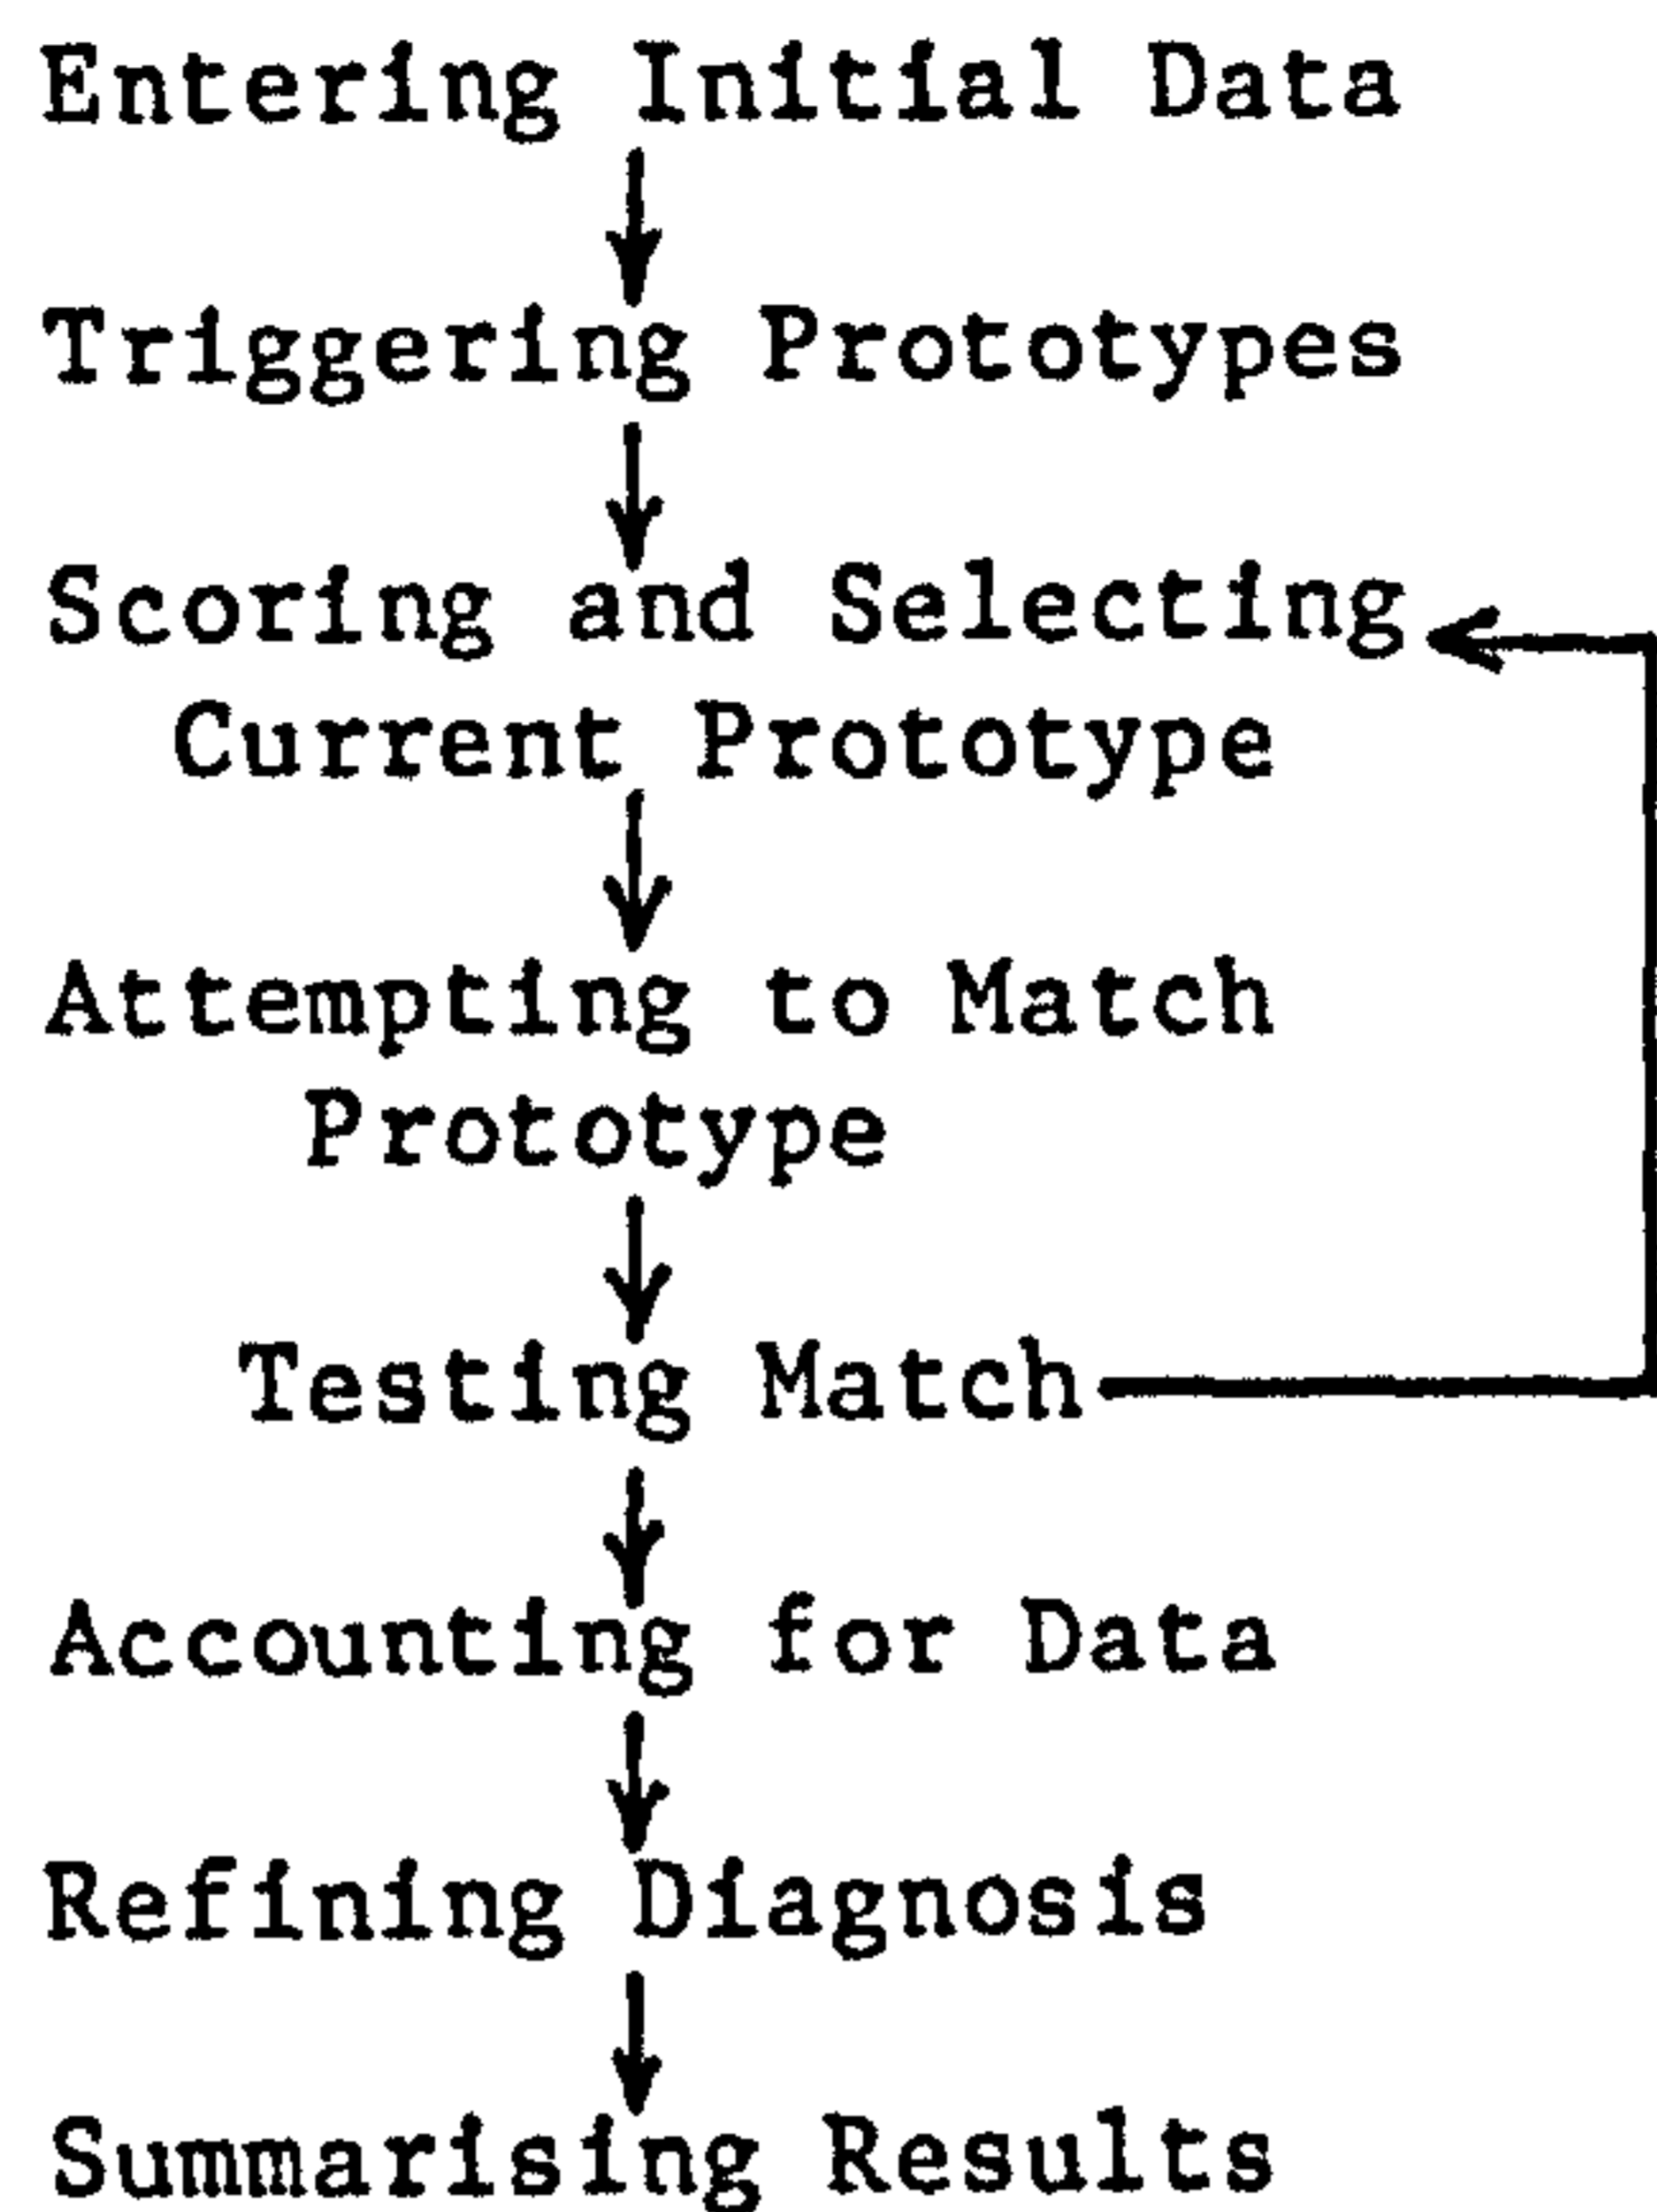 Entering Initial Data
Triggering Prototypes
Scoring and Selecting
Current Prototype
Attempting to Match
Prototype
Testing Match
Accounting for Data
Refining Diagnosis
Summarising Results